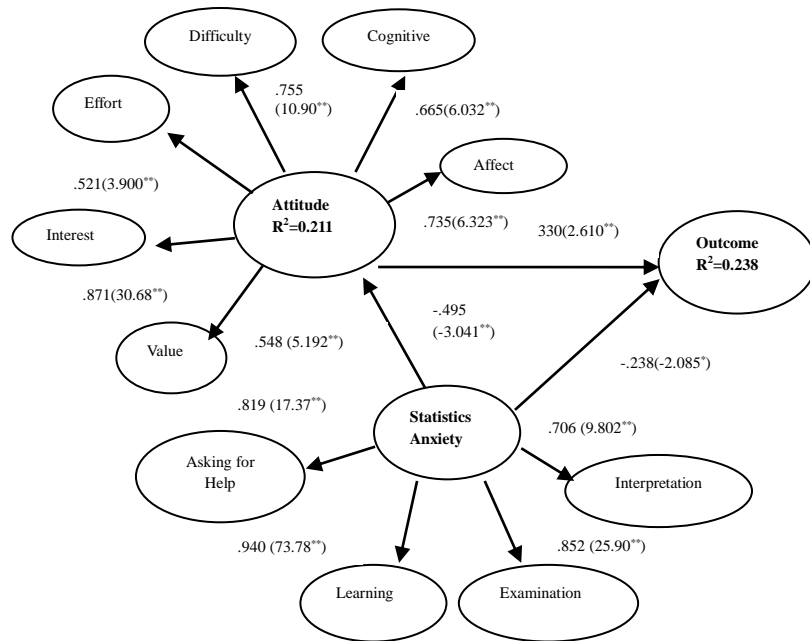 Difficulty
Cognitive
.755
(10.90**)
.665(6.032**)
Effort
Affect
.521(3.900**)
Attitude
R²=0.211
.735(6.323**)
330(2.610**)
Interest
Outcome
R²=0.238
.871(30.68**)
-.495
(-3.041**)
Value
.548 (5.192**)
-.238(-2.085*)
.819 (17.37**)
Statistics
Anxiety
.706 (9.802**)
Asking for
Help
Interpretation
.940 (73.78**)
.852 (25.90**)
Learning
Examination